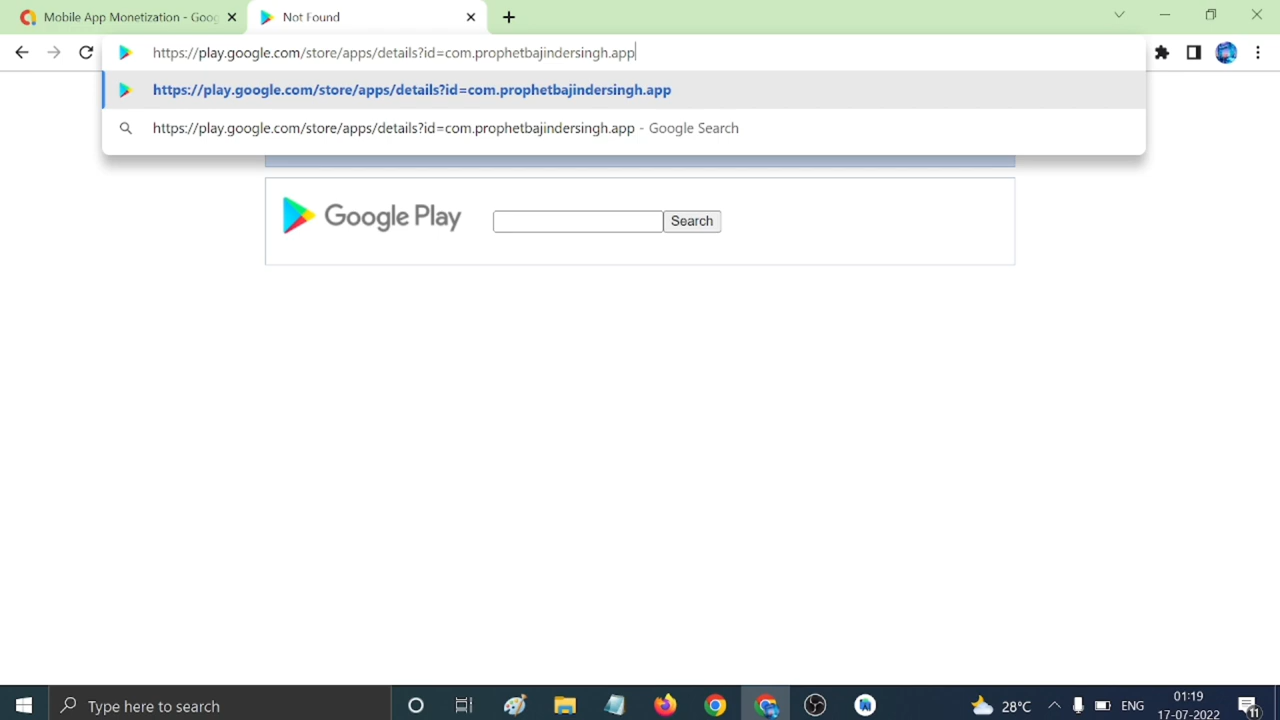 Mobile App Monetization - Goog
Not Found
https://play.google.com/store/apps/details?id=com.prophetbajindersingh.app
https://play.google.com/store/apps/details?id=com.prophetbajindersingh.app
https://play.google.com/store/apps/details?id=com.prophetbajindersingh.app - Google Search
Google Play
Search
Type here to search
28°C
ENG
01:19
17-07-2022
11